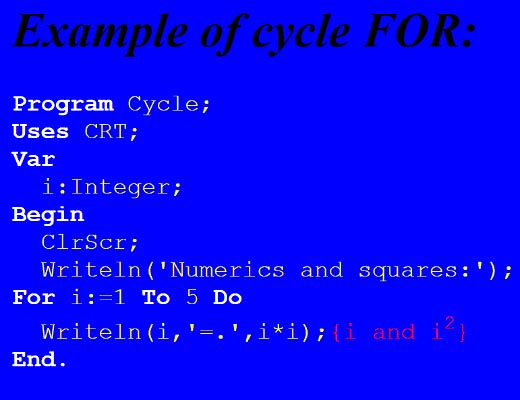 Example of cycle FOR:
Program Cycle;
Uses CRT;
Var
i:Integer;
Begin
ClrScr;
Writeln('Numerics and squares:');
For i:=1 To 5 Do
Writeln(i,'=.',i*i);{i and i²}
End.